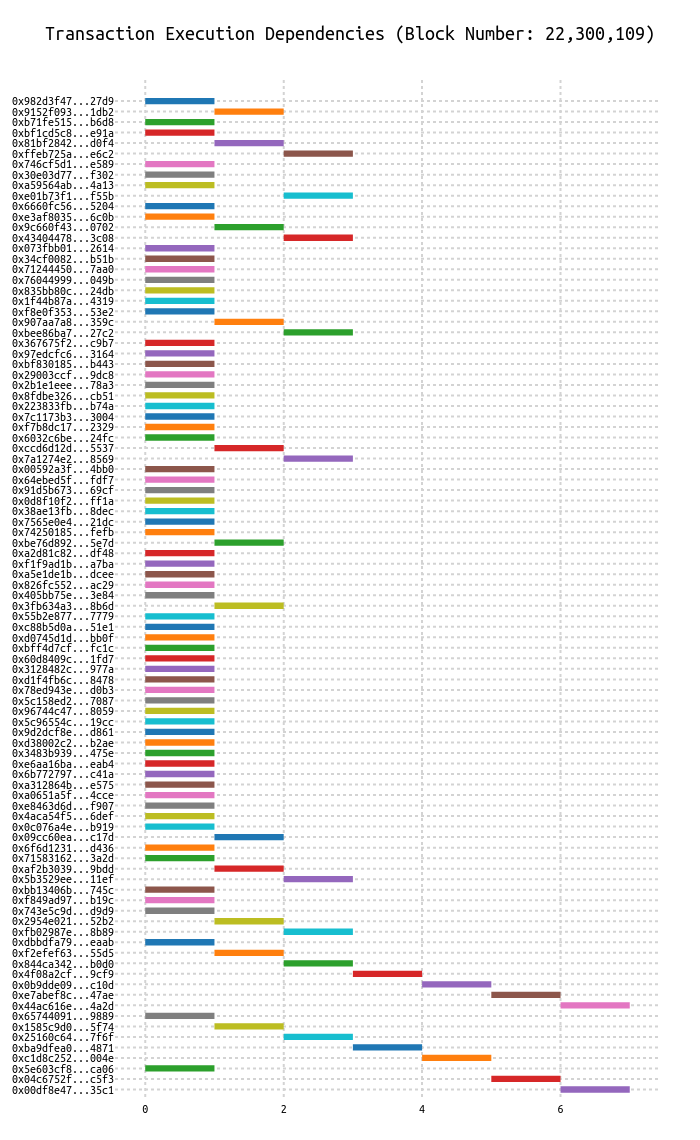 Transaction Execution Dependencies (Block Number: 22,300,109)
0x982d3f47...27d9
0x9152f093...1db2
0xb71fe515...b6d8
0xbf1cd5c8...e91a
0x81bf2842...d0f4
0xffeb725a...e6c2
0x746cf5d1...e589
0x30e03d77...f302
0xa59564ab...4a13
0xe01b73f1...f55b
0x6660fc56...5204
0xe3af8035...6c0b
0x9c660f43...0702
0x43404478...3c08
0x073fbb01...2614
0x34cf0082...b51b
0x71244450...7aa0
0x76044999...049b
0x835bb80c...24db
0x1f44b87a...4319
0xf8e0f353...53e2
0x907aa7a8...359c
0xbee86ba7...27c2
0x367675f2...c9b7
0x97edcfc6...3164
0xbf830185...b443
0x29003ccf...9dc8
0x2b1e1eee...78a3
0x8fdbe326...cb51
0x223833fb...b74a
0x7c1173b3...3004
0xf7b8dc17...2329
0x6032c6be...24fc
0xccd6d12d...5537
0x7a1274e2...8569
0x00592a3f...4bb0
0x64ebed5f...fdf7
0x91d5b673...69cf
0x0d8f10f2...ff1a
0x38ae13fb...8dec
0x7565e0e4...21dc
0x74250185...fefb
0xbe76d892...5e7d
0xa2d81c82...df48
0xf1f9ad1b...a7ba
0xa5e1de1b...dcee
0x826fc552...ac29
0x405bb75e...3e84
0x3fb634a3...8b6d
0x55b2e877...7779
0xc88b5d0a...51e1
0xd0745d1d...bb0f
0xbff4d7cf...fc1c
0x60d8409c...1fd7
0x3128482c...977a
0xd1f4fb6c...8478
0x78ed943e...d0b3
0x5c158ed2...7087
0x96744c47...8059
0x5c96554c...19cc
0x9d2dcf8e...d861
0xd38002c2...b2ae
0x3483b939...475e
0xe6aa16ba...eab4
0x6b772797...c41a
0xa312864b...e575
0xa0651a5f...4cce
0xe8463d6d...f907
0x4aca54f5...6def
0x0c076a4e...b919
0x09cc60ea...c17d
0x6f6d1231...d436
0x71583162...3a2d
0xaf2b3039...9bdd
0x5b3529ee...11ef
0xbb13406b...745c
0xf849ad97...b19c
0x743e5c9d...d9d9
0x2954e021...52b2
0xfb02987e...8b89
0xdbbdfa79...eaab
0xf2efef63...55d5
0x844ca342...b0d0
0x4f08a2cf...9cf9
0x0b9dde09...c10d
0xe7abef8c...47ae
0x44ac616e...4a2d
0x65744091...9889
0x1585c9d0...5f74
0x25160c64...7f6f
0xba9dfea0...4871
0xc1d8c252...004e
0x5e603cf8...ca06
0x04c6752f...c5f3
0x00df8e47...35c1
0 2 4 6